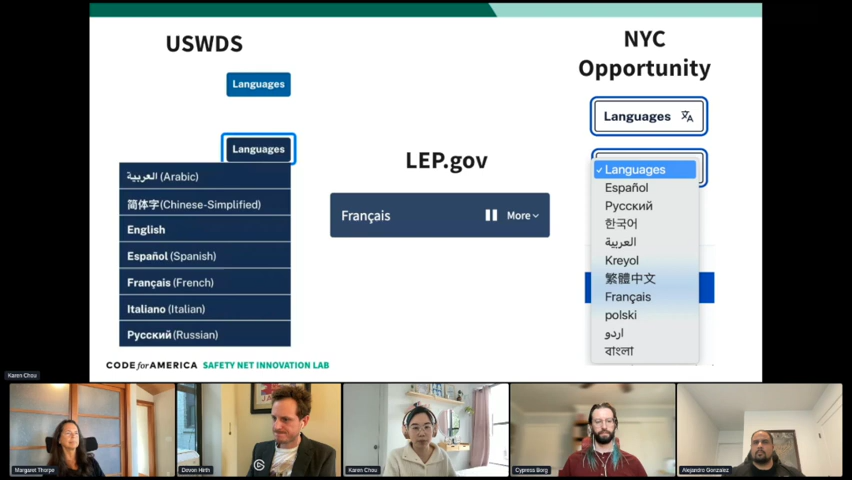 USWDS
Languages
Languages
العربية (Arabic)
简体字(Chinese-Simplified)
English
Español (Spanish)
Français (French)
Italiano (Italian)
Русский (Russian)
LEP.gov
Français
More
NYC
Opportunity
Languages
Languages
Español
Русский
한국어
العربية
Kreyol
繁體中文
Français
polski
اردو
বাংলা
CODE for AMERICA SAFETY NET INNOVATION LAB
Karen Chou
Margaret Thorpe
Devon Hirth
Karen Chou
Cypress Borg
Alejandro Gonzalez